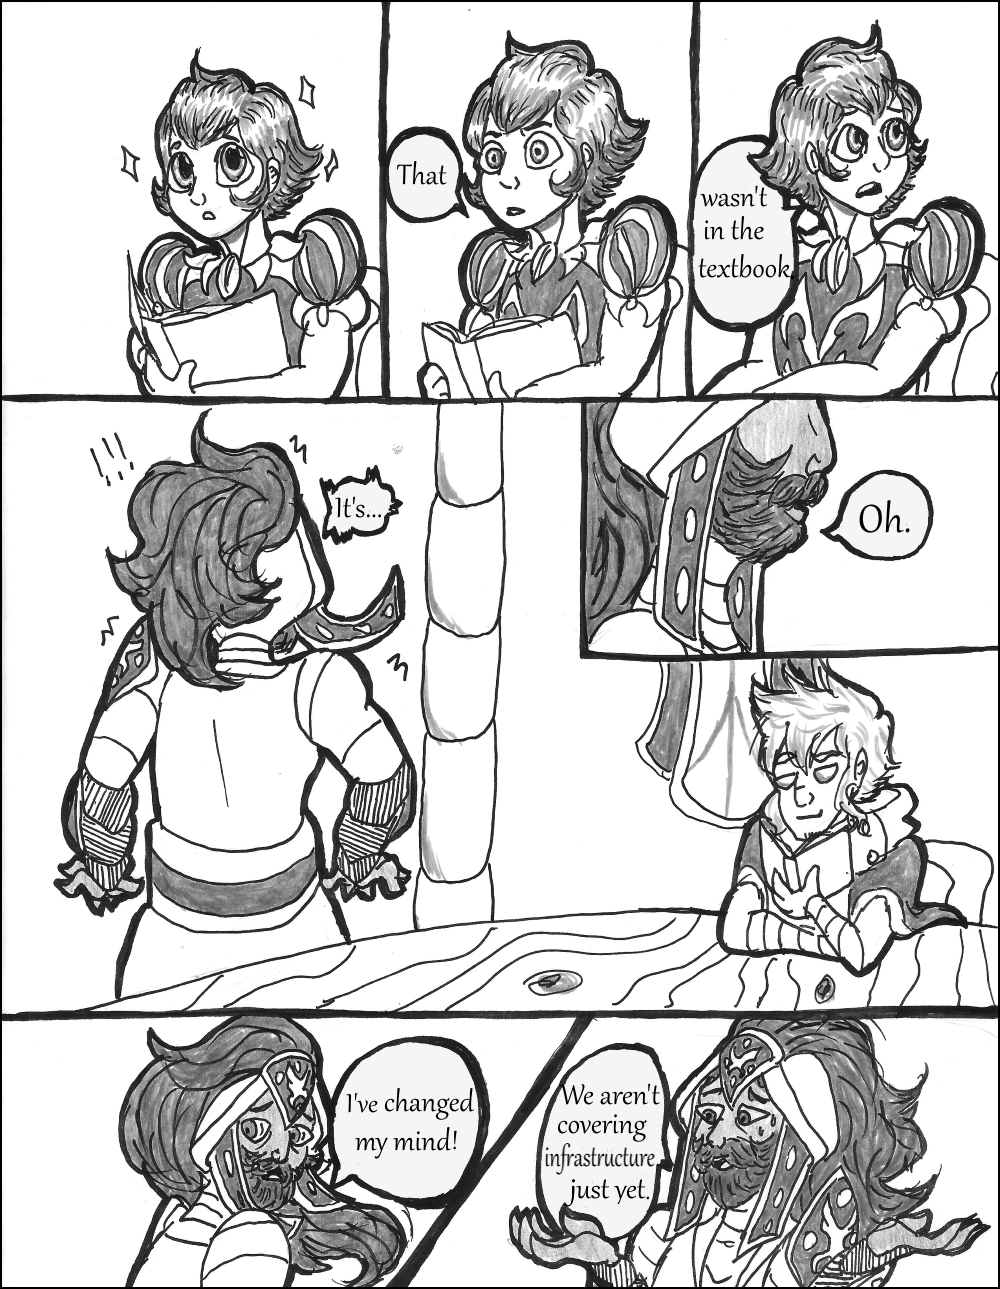 That
wasn't
in the
textbook.
It's...
Oh.
I've changed
my mind!
We aren't
covering
infrastructure
just yet.